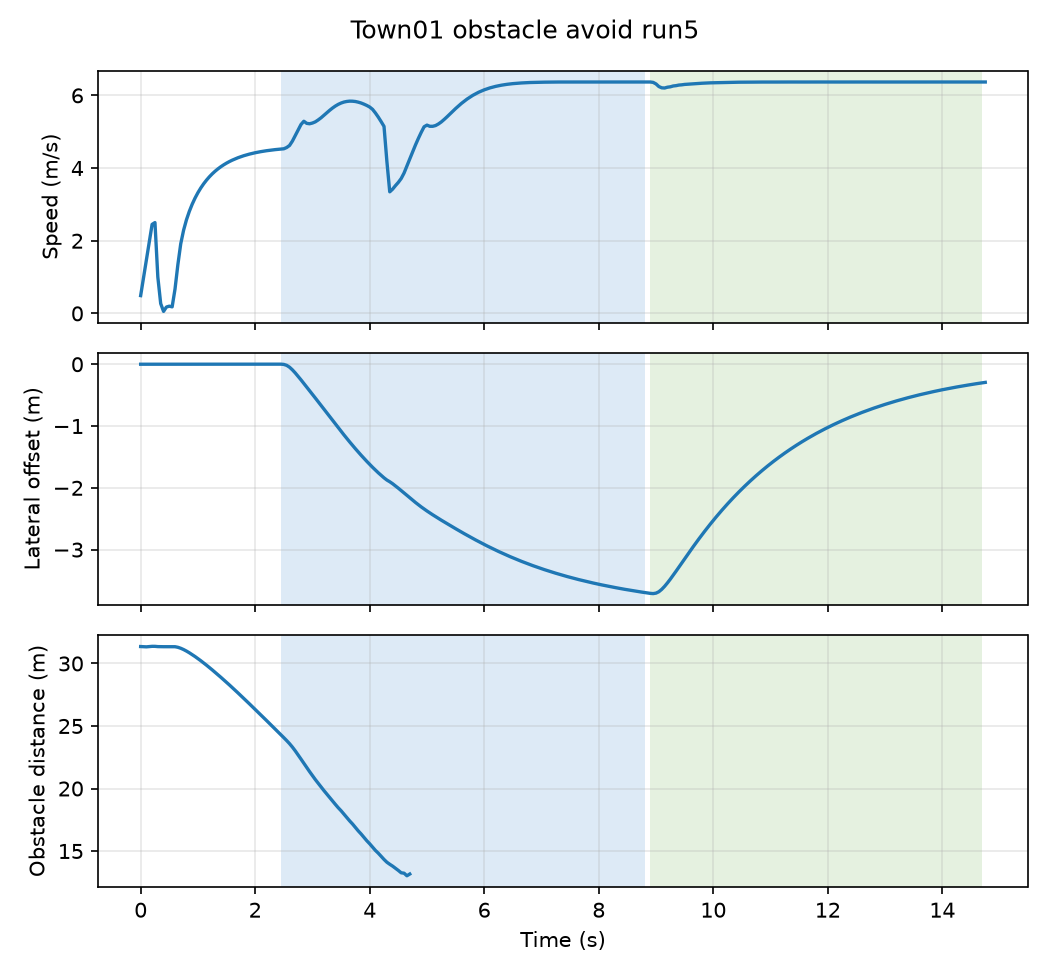 Town01 obstacle avoid run5
Speed (m/s)
6
4
2
0
Lateral offset (m)
0
−1
−2
−3
Obstacle distance (m)
30
25
20
15
0 2 4 6 8 10 12 14
Time (s)